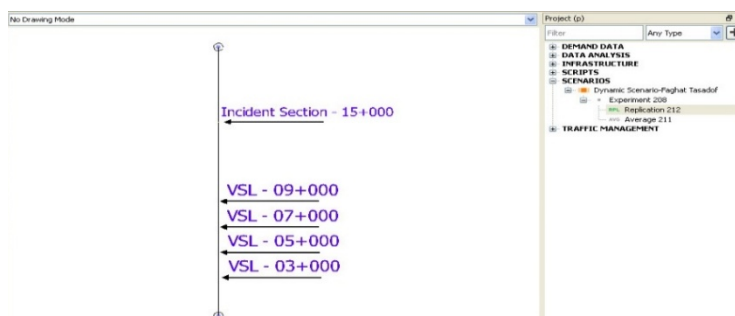 No Drawing Mode
Incident Section - 15+000
VSL - 09+000
VSL - 07+000
VSL - 05+000
VSL - 03+000
Project (p)
Filter Any Type
DEMAND DATA
DATA ANALYSIS
INFRASTRUCTURE
SCRIPTS
SCENARIOS
Dynamic Scenario-Faghat Tasadof
Experiment 208
RPL Replication 212
AVG Average 211
TRAFFIC MANAGEMENT